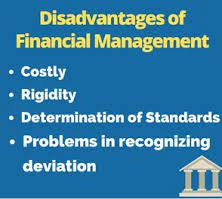 Disadvantages of
Financial Management
• Costly
• Rigidity
• Determination of Standards
• Problems in recognizing
deviation